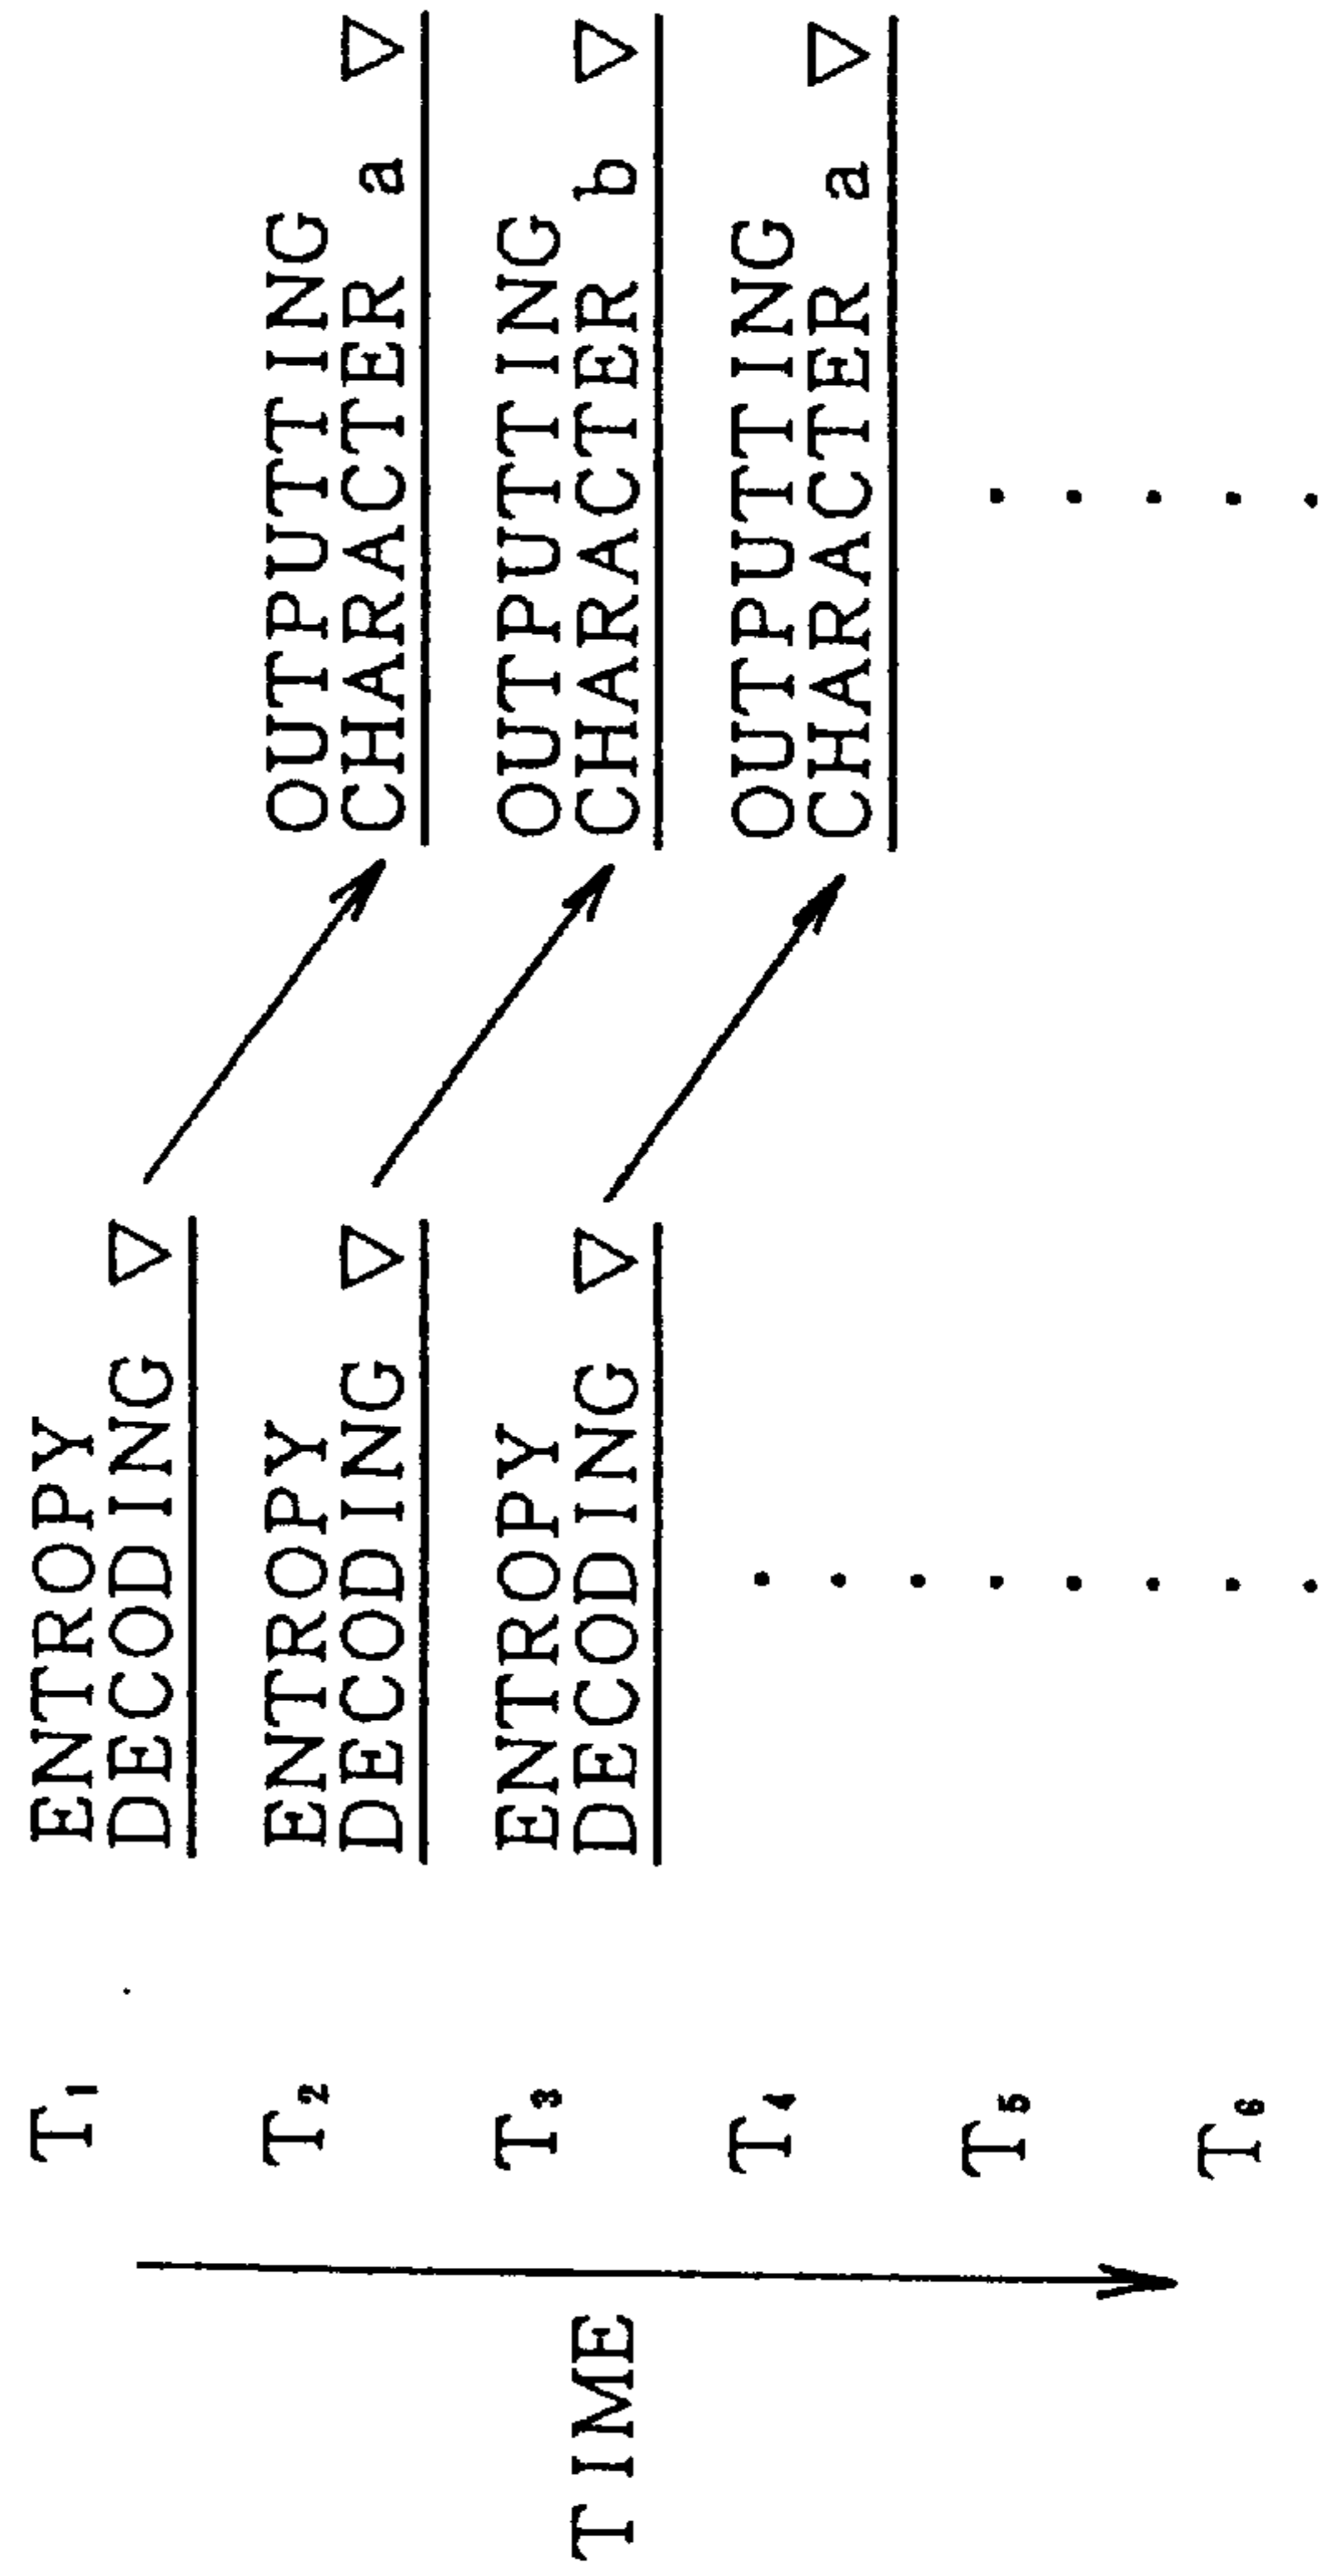 T₁ ENTROPY
DECODING ▽
T₂ ENTROPY
DECODING ▽
OUTPUTTING
CHARACTER a ▽
T₃ ENTROPY
DECODING ▽
OUTPUTTING
CHARACTER b ▽
TIME
T₄
OUTPUTTING
CHARACTER a ▽
T₅
T₆